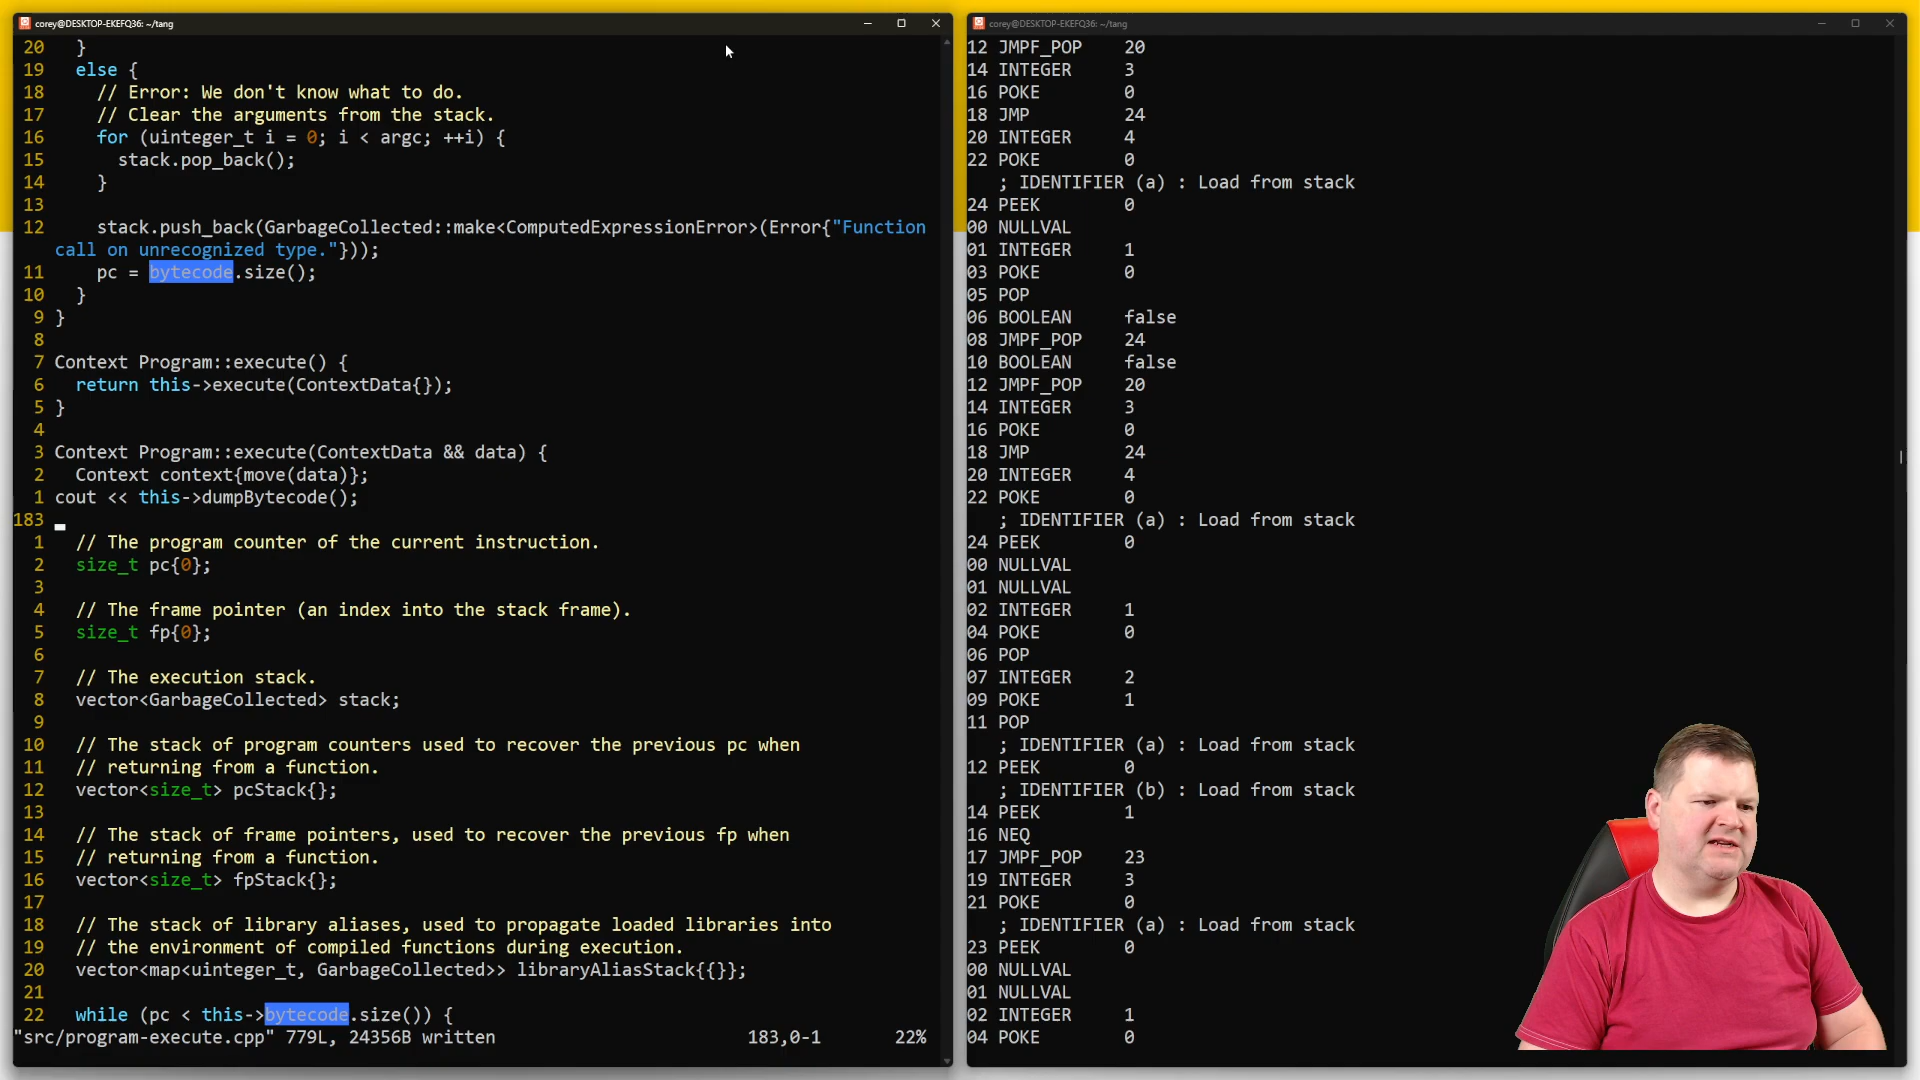 corey@DESKTOP-EKEFQ36: ~/tang
20   }
19   else {
18     // Error: We don't know what to do.
17     // Clear the arguments from the stack.
16     for (uinteger_t i = 0; i < argc; ++i) {
15       stack.pop_back();
14     }
13
12     stack.push_back(GarbageCollected::make<ComputedExpressionError>(Error{"Function
call on unrecognized type."}));
11     pc = bytecode.size();
10   }
9 }
8
7 Context Program::execute() {
6   return this->execute(ContextData{});
5 }
4
3 Context Program::execute(ContextData && data) {
2   Context context{move(data)};
1 cout << this->dumpBytecode();
183
1   // The program counter of the current instruction.
2   size_t pc{0};
3
4   // The frame pointer (an index into the stack frame).
5   size_t fp{0};
6
7   // The execution stack.
8   vector<GarbageCollected> stack;
9
10   // The stack of program counters used to recover the previous pc when
11   // returning from a function.
12   vector<size_t> pcStack{};
13
14   // The stack of frame pointers, used to recover the previous fp when
15   // returning from a function.
16   vector<size_t> fpStack{};
17
18   // The stack of library aliases, used to propagate loaded libraries into
19   // the environment of compiled functions during execution.
20   vector<map<uinteger_t, GarbageCollected>> libraryAliasStack{{}};
21
22   while (pc < this->bytecode.size()) {
"src/program-execute.cpp" 779L, 24356B written 183,0-1 22%
corey@DESKTOP-EKEFQ36: ~/tang
12 JMPF_POP 20
14 INTEGER 3
16 POKE 0
18 JMP 24
20 INTEGER 4
22 POKE 0
; IDENTIFIER (a) : Load from stack
24 PEEK 0
00 NULLVAL
01 INTEGER 1
03 POKE 0
05 POP
06 BOOLEAN false
08 JMPF_POP 24
10 BOOLEAN false
12 JMPF_POP 20
14 INTEGER 3
16 POKE 0
18 JMP 24
20 INTEGER 4
22 POKE 0
; IDENTIFIER (a) : Load from stack
24 PEEK 0
00 NULLVAL
01 NULLVAL
02 INTEGER 1
04 POKE 0
06 POP
07 INTEGER 2
09 POKE 1
11 POP
; IDENTIFIER (a) : Load from stack
12 PEEK 0
; IDENTIFIER (b) : Load from stack
14 PEEK 1
16 NEQ
17 JMPF_POP 23
19 INTEGER 3
21 POKE 0
; IDENTIFIER (a) : Load from stack
23 PEEK 0
00 NULLVAL
01 NULLVAL
02 INTEGER 1
04 POKE 0